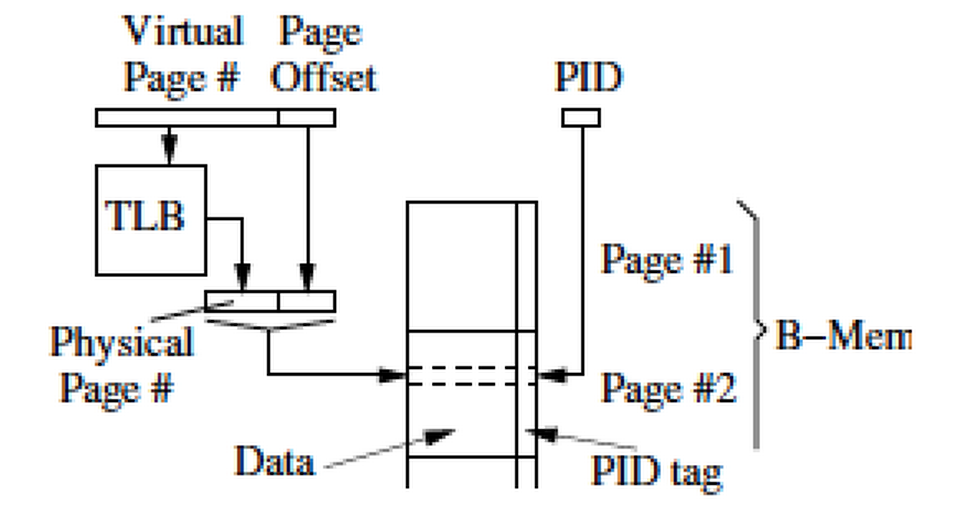 Virtual
Page #
Page
Offset
PID
TLB
Page #1
Physical
Page #
B–Mem
Page #2
Data
PID tag